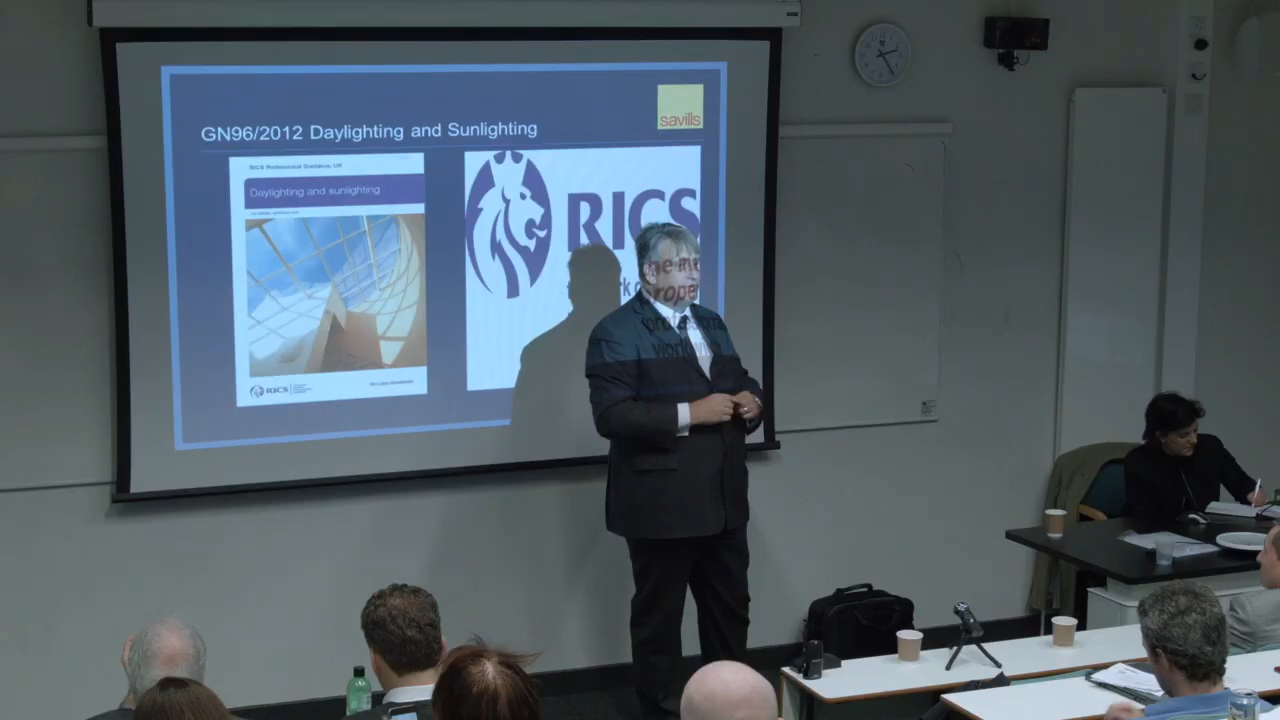 GN96/2012 Daylighting and Sunlighting
savills
RICS Professional Guidance, UK
Daylighting and sunlighting
RICS
RICS